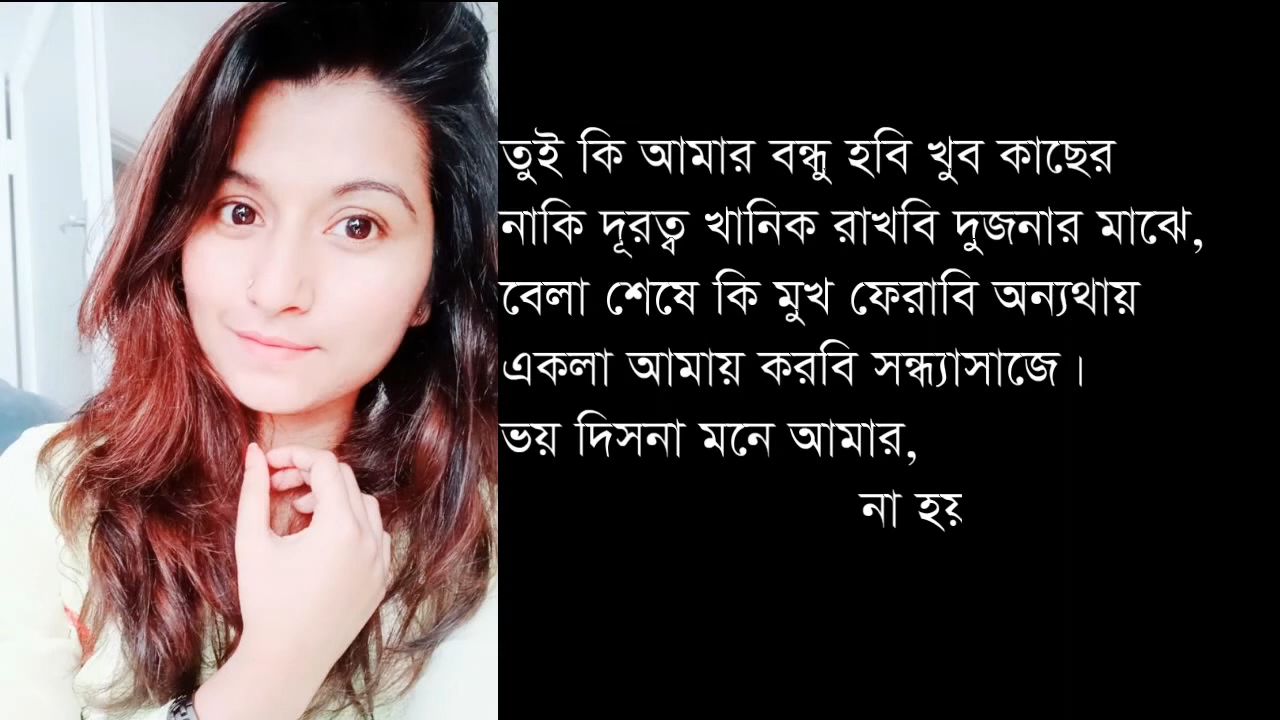 তুই কি আমার বন্ধু হবি খুব কাছের
নাকি দূরত্ব খানিক রাখবি দুজনার মাঝে,
বেলা শেষে কি মুখ ফেরাবি অন্যথায়
একলা আমায় করবি সন্ধ্যাসাজে।
ভয় দিসনা মনে আমার,
না হয়